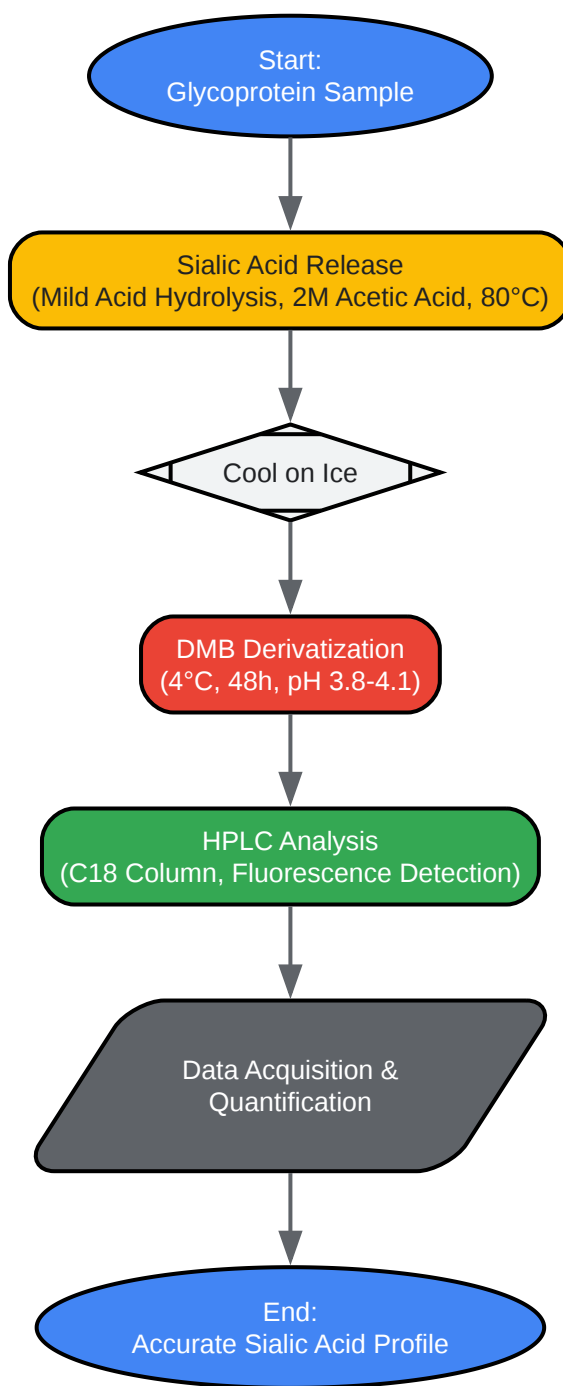 Start:
Glycoprotein Sample
Sialic Acid Release
(Mild Acid Hydrolysis, 2M Acetic Acid, 80°C)
Cool on Ice
DMB Derivatization
(4°C, 48h, pH 3.8-4.1)
HPLC Analysis
(C18 Column, Fluorescence Detection)
Data Acquisition &
Quantification
End:
Accurate Sialic Acid Profile